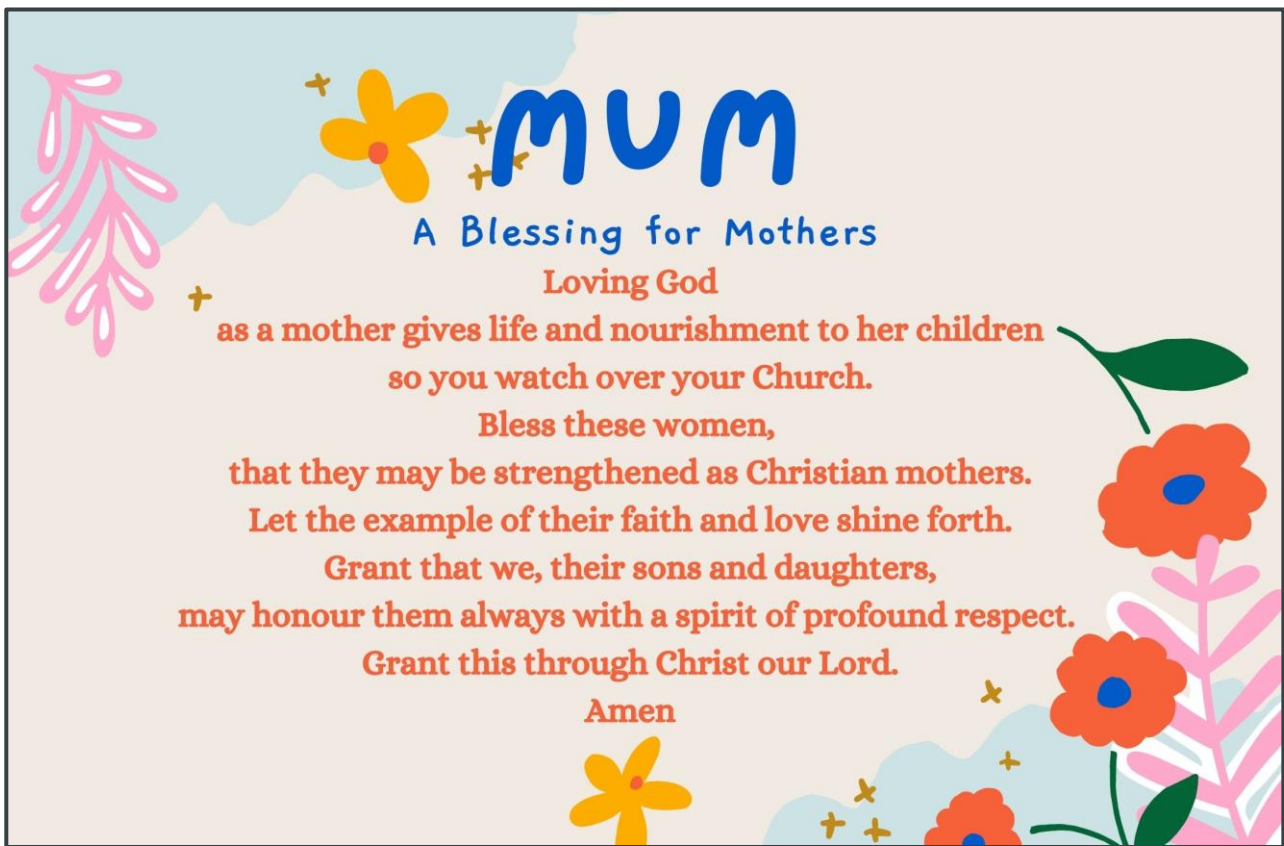 MUM
A Blessing for Mothers
Loving God
as a mother gives life and nourishment to her children
so you watch over your Church.
Bless these women,
that they may be strengthened as Christian mothers.
Let the example of their faith and love shine forth.
Grant that we, their sons and daughters,
may honour them always with a spirit of profound respect.
Grant this through Christ our Lord.
Amen